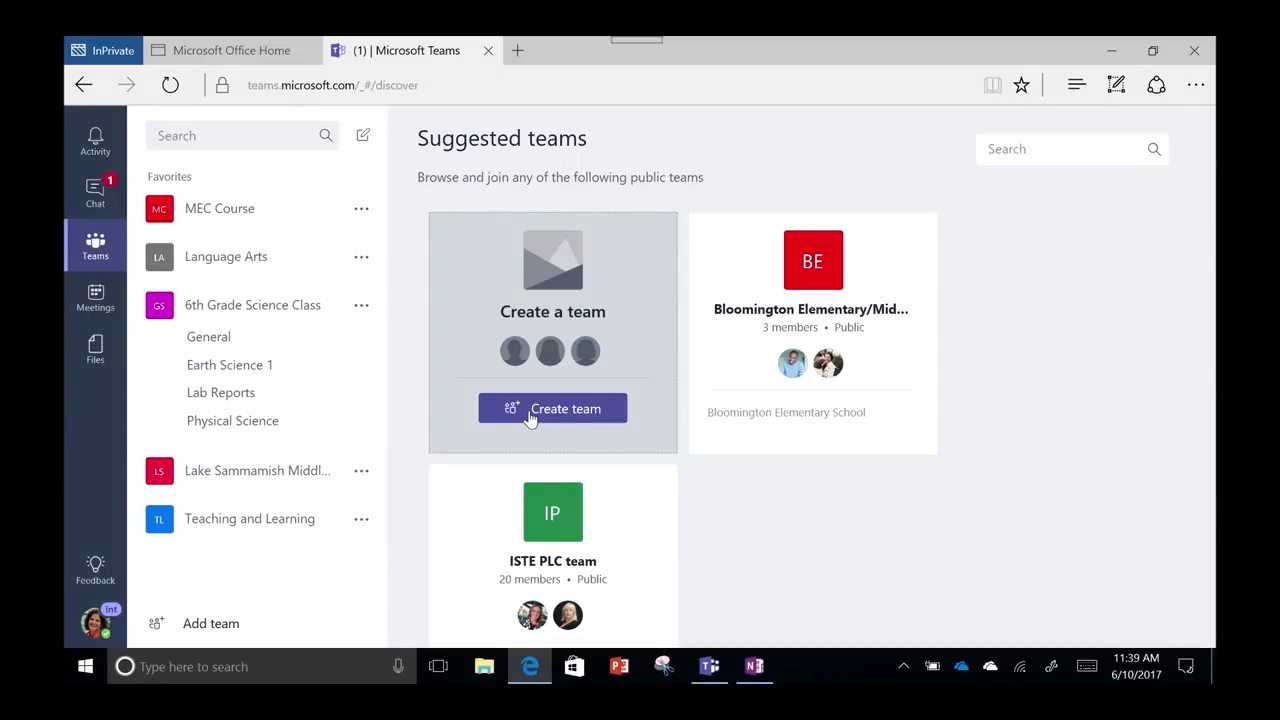 InPrivate
Microsoft Office Home
(1) | Microsoft Teams
teams.microsoft.com/_#/discover
Activity
1
Chat
Teams
Meetings
Files
Feedback
Int
Search
Favorites
MC MEC Course
LA Language Arts
GS 6th Grade Science Class
General
Earth Science 1
Lab Reports
Physical Science
LS Lake Sammamish Middl...
TL Teaching and Learning
Add team
Suggested teams
Search
Browse and join any of the following public teams
Create a team
Create team
BE
Bloomington Elementary/Mid...
3 members • Public
Bloomington Elementary School
IP
ISTE PLC team
20 members • Public
Type here to search
11:39 AM
6/10/2017